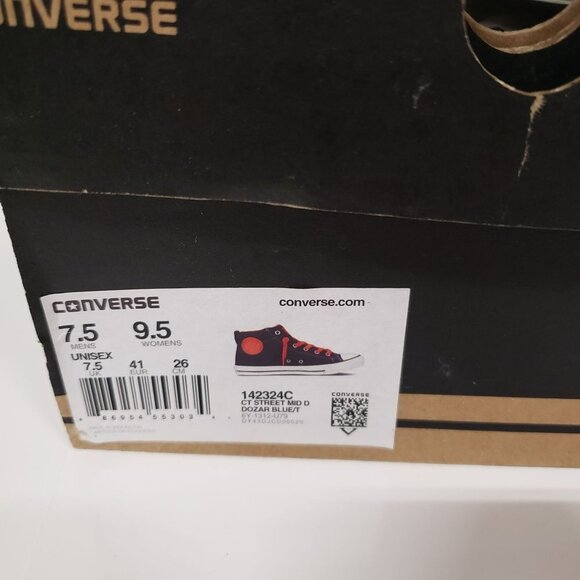 CONVERSE
CONVERSE
converse.com
7.5 9.5
MENS WOMENS
UNISEX
7.5 41 26
UK EUR CM
142324C
CT STREET MID D
DOZAR BLUE/T
CONVERSE